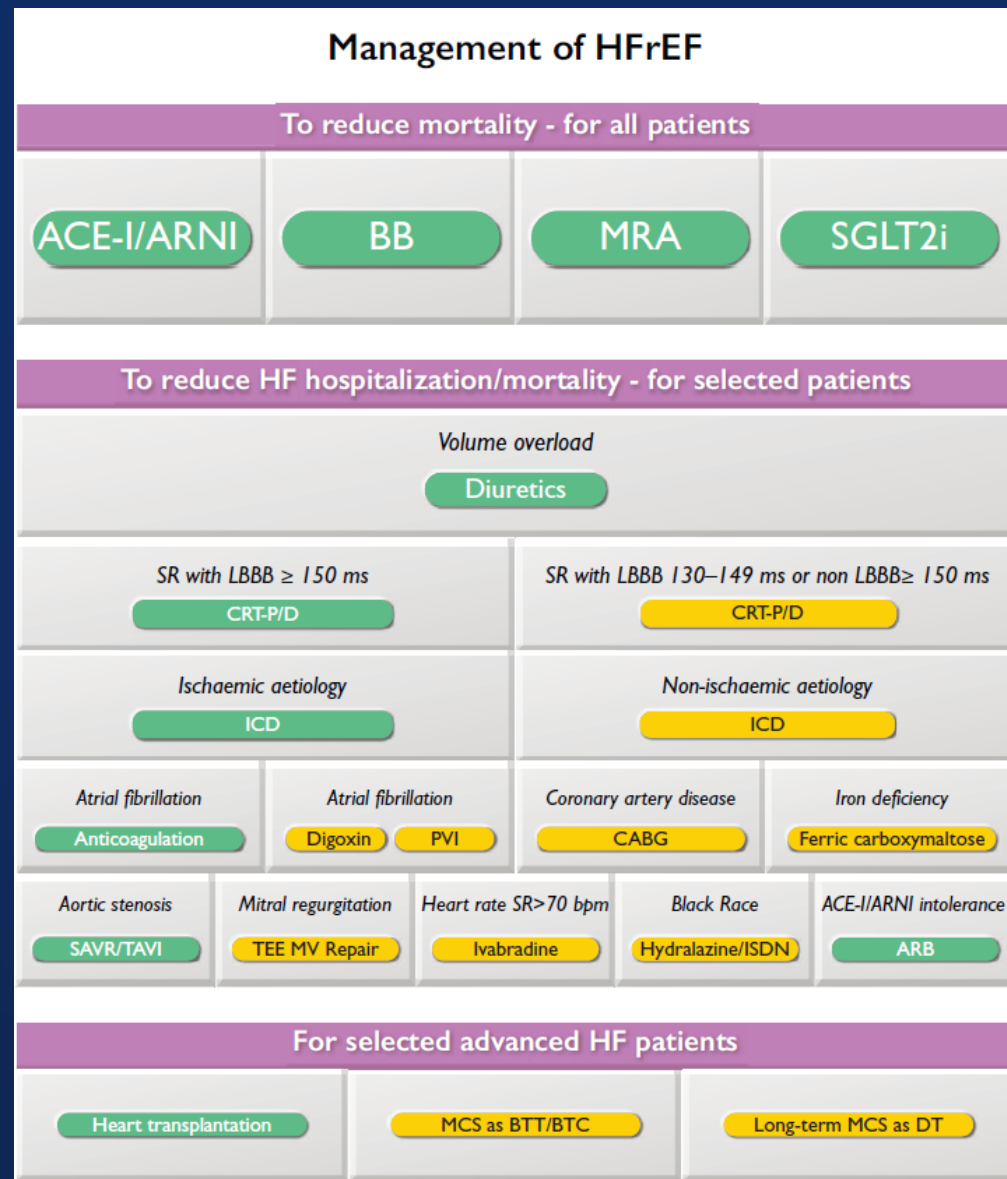 Management of HFrEF
To reduce mortality - for all patients
ACE-I/ARNI
BB
MRA
SGLT2i
To reduce HF hospitalization/mortality - for selected patients
Volume overload
Diuretics
SR with LBBB ≥ 150 ms
CRT-P/D
SR with LBBB 130–149 ms or non LBBB≥ 150 ms
CRT-P/D
Ischaemic aetiology
ICD
Non-ischaemic aetiology
ICD
Atrial fibrillation
Anticoagulation
Atrial fibrillation
Digoxin
PVI
Coronary artery disease
CABG
Iron deficiency
Ferric carboxymaltose
Aortic stenosis
SAVR/TAVI
Mitral regurgitation
TEE MV Repair
Heart rate SR>70 bpm
Ivabradine
Black Race
Hydralazine/ISDN
ACE-I/ARNI intolerance
ARB
For selected advanced HF patients
Heart transplantation
MCS as BTT/BTC
Long-term MCS as DT